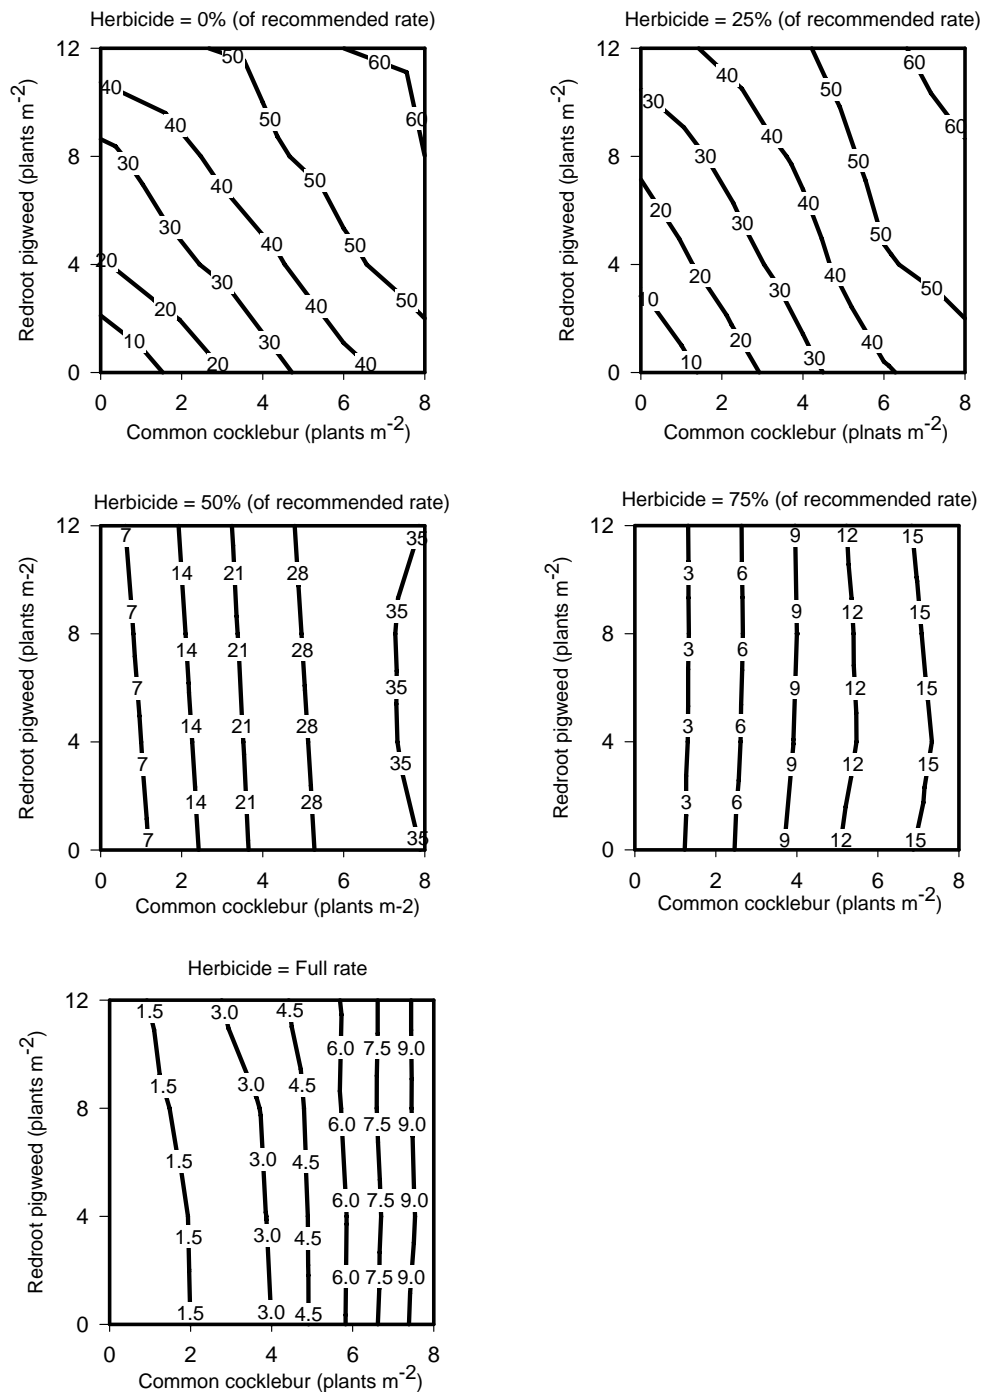 Herbicide = 0% (of recommended rate)
Redroot pigweed (plants m-2)
12
8
4
0
50
60
40
50
60
40
30
40
50
30
40
50
20
30
20
40
50
10
30
20
40
0 2 4 6 8
Common cocklebur (plants m-2)
Herbicide = 25% (of recommended rate)
Redroot pigweed (plants m-2)
12
8
4
0
60
40
50
30
40
60
30
50
20
30
40
50
20
40
10
30
50
20
40
10
30
0 2 4 6 8
Common cocklebur (plnats m-2)
Herbicide = 50% (of recommended rate)
Redroot pigweed (plants m-2)
12
8
4
0
7 35
14 21 28
7 35
14 21 28
7 35
14 21 28
7 35
14 21 28
7 35
0 2 4 6 8
Common cocklebur (plants m-2)
Herbicide = 75% (of recommended rate)
Redroot pigweed (plants m-2)
12
8
4
0
9 12 15
3 6
9 12 15
3 6
9 12 15
3 6
9 12 15
3 6
9 12 15
0 2 4 6 8
Common cocklebur (plants m-2)
Herbicide = Full rate
Redroot pigweed (plants m-2)
12
8
4
0
1.5 3.0 4.5
6.0 7.5 9.0
1.5 3.0 4.5
6.0 7.5 9.0
1.5 3.0 4.5
6.0 7.5 9.0
1.5 3.0 4.5
6.0 7.5 9.0
1.5 3.0 4.5
0 2 4 6 8
Common cocklebur (plants m-2)